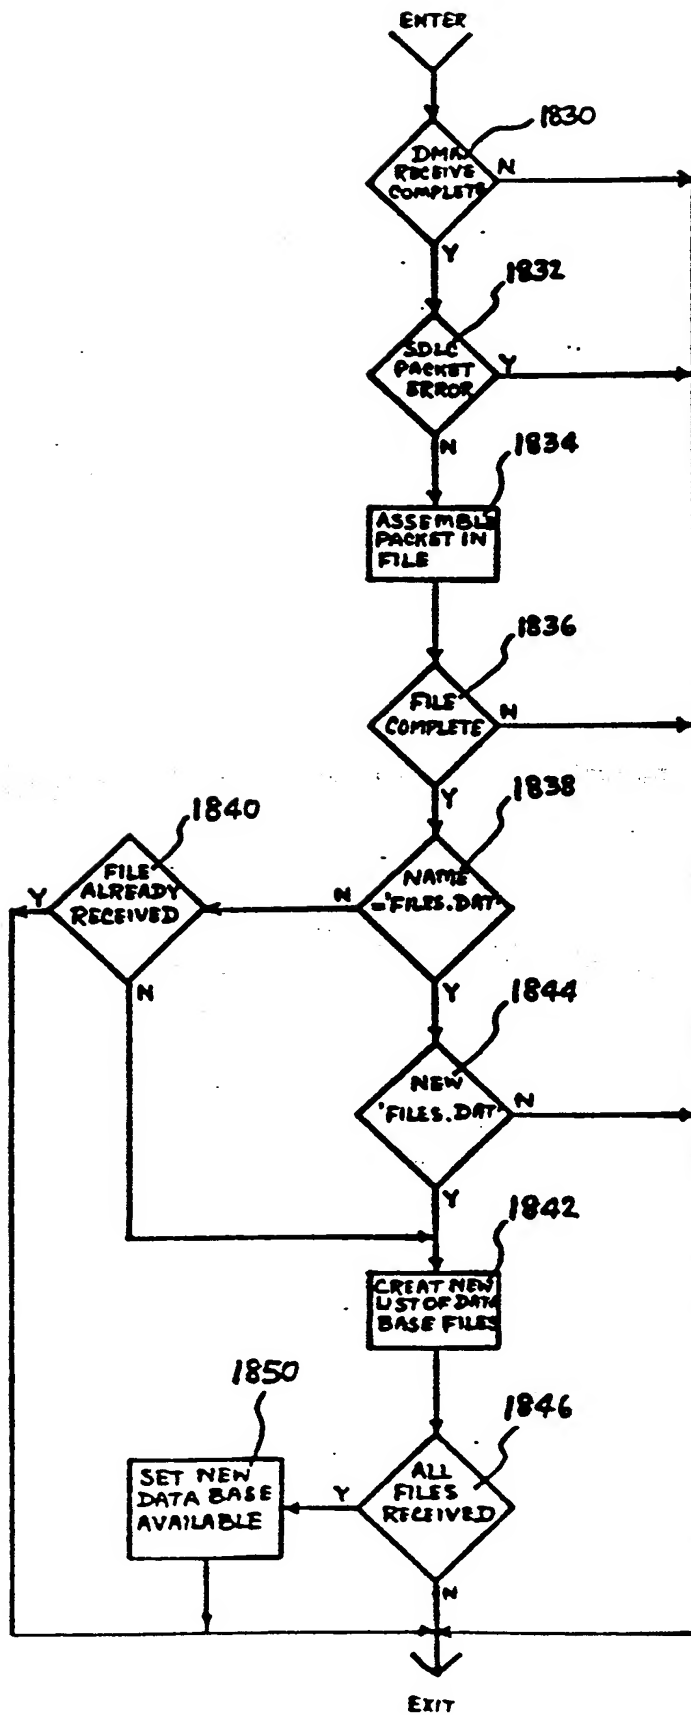 ENTER
1830
DMA
RECEIVE
COMPLETE
N
Y
1832
SDLC
PACKET
ERROR
Y
N
1834
ASSEMBLE
PACKET IN
FILE
1836
FILE
COMPLETE
N
Y
1838
1840
NAME
='FILES.DAT'
N
FILE
ALREADY
RECEIVED
Y
N
Y
1844
NEW
'FILES.DAT'
N
Y
1842
CREAT NEW
LIST OF DATA
BASE FILES
1850
1846
SET NEW
DATA BASE
AVAILABLE
Y
ALL
FILES
RECEIVED
N
EXIT